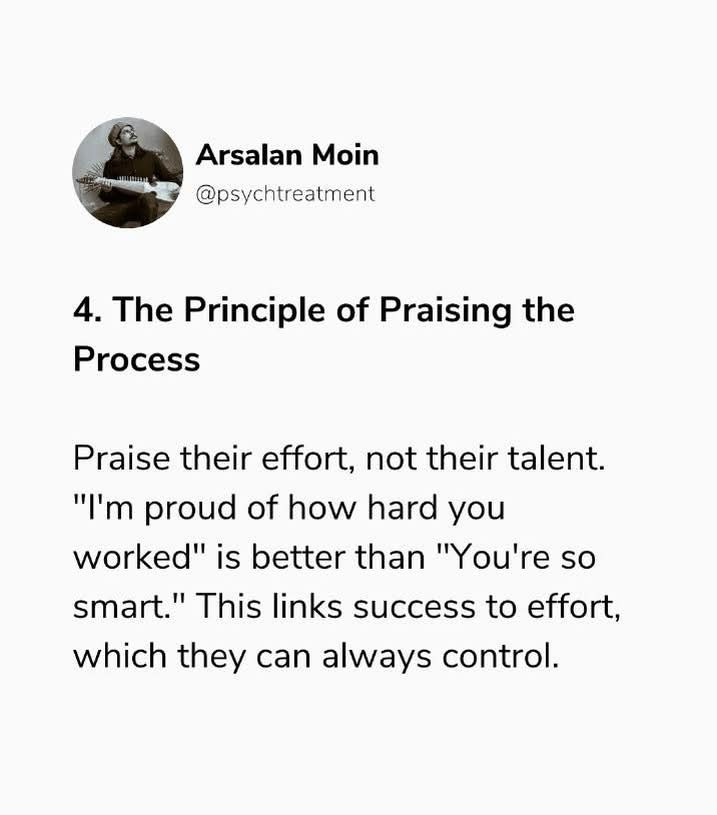 Arsalan Moin
@psychtreatment
4. The Principle of Praising the
Process
Praise their effort, not their talent.
"I'm proud of how hard you
worked" is better than "You're so
smart." This links success to effort,
which they can always control.